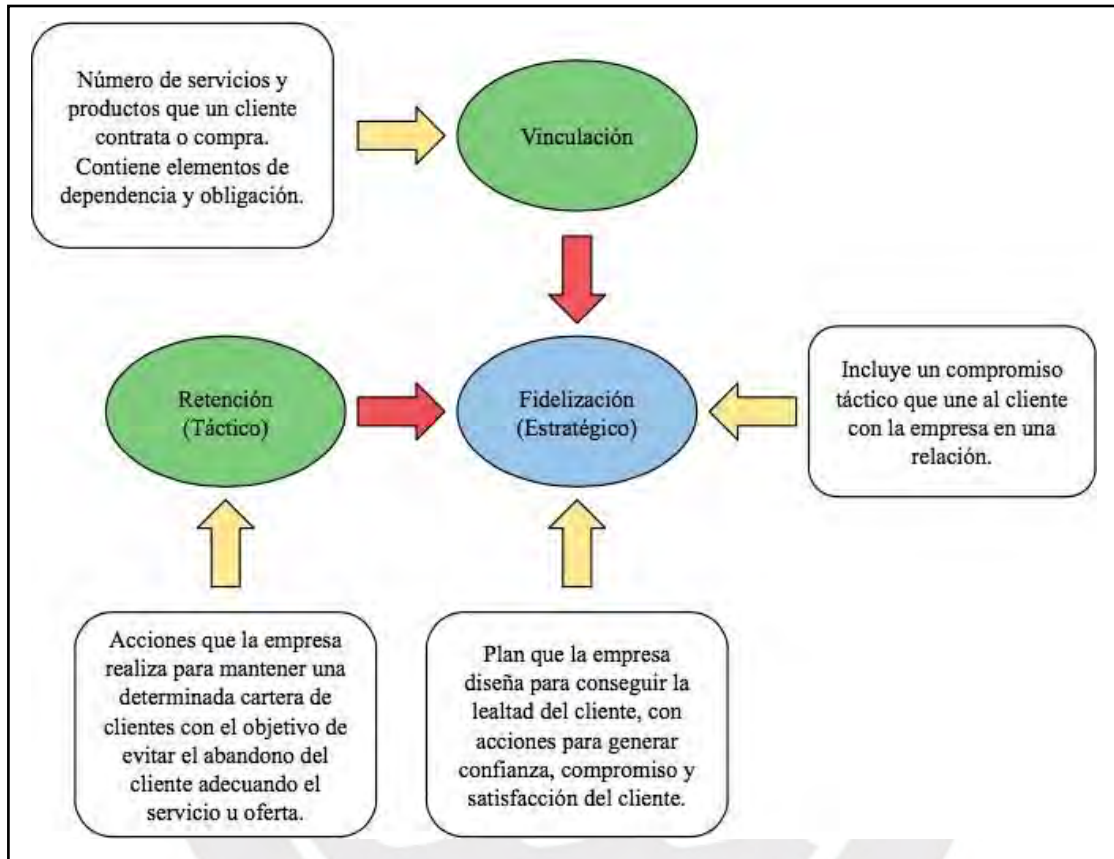 Número de servicios y
productos que un cliente
contrata o compra.
Contiene elementos de
dependencia y obligación.
Vinculación
Retención
(Táctico)
Fidelización
(Estratégico)
Incluye un compromiso
táctico que une al cliente
con la empresa en una
relación.
Acciones que la empresa
realiza para mantener una
determinada cartera de
clientes con el objetivo de
evitar el abandono del
cliente adecuando el
servicio u oferta.
Plan que la empresa
diseña para conseguir la
lealtad del cliente, con
acciones para generar
confianza, compromiso y
satisfacción del cliente.